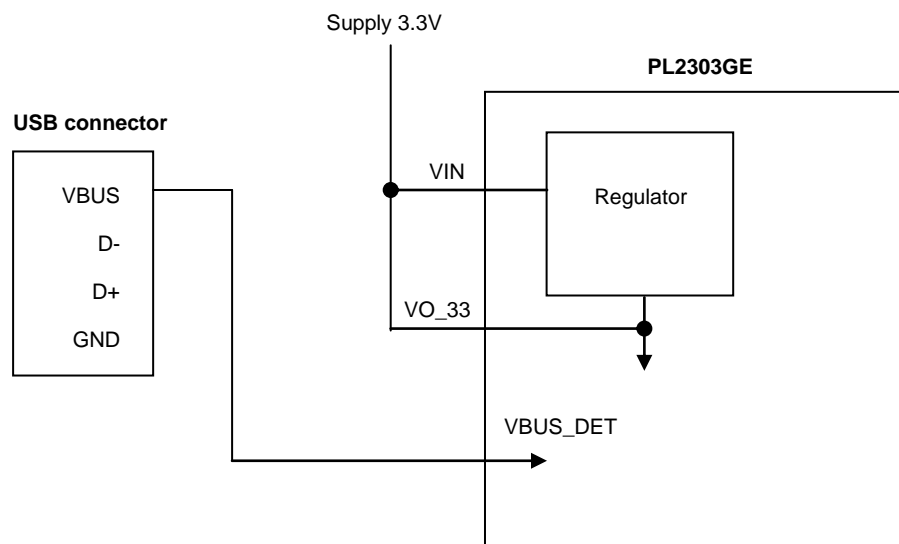 Supply 3.3V
PL2303GE
USB connector
VIN
VBUS
Regulator
D-
D+
VO_33
GND
VBUS_DET